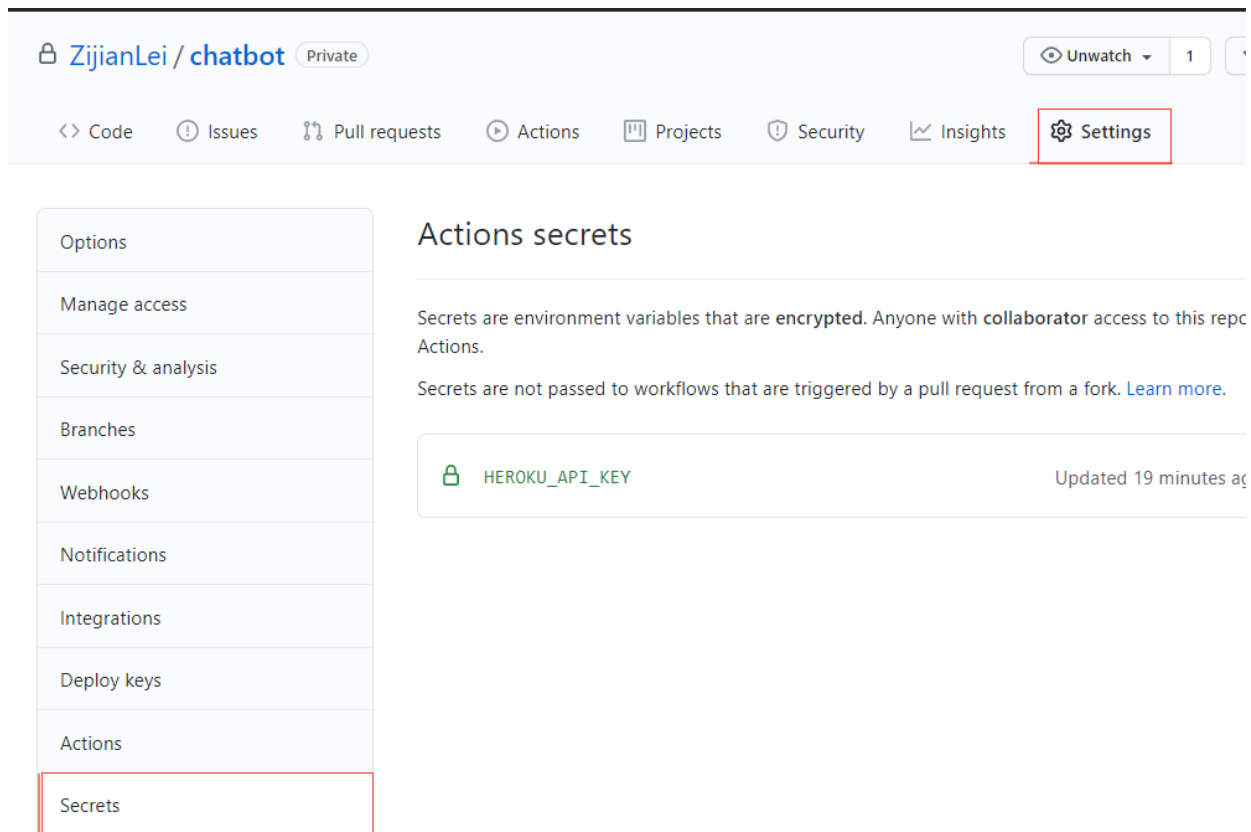 ZijianLei / chatbot Private
Unwatch 1
Code Issues Pull requests Actions Projects Security Insights Settings
Options
Manage access
Security & analysis
Branches
Webhooks
Notifications
Integrations
Deploy keys
Actions
Secrets
Actions secrets
Secrets are environment variables that are encrypted. Anyone with collaborator access to this repo
Actions.
Secrets are not passed to workflows that are triggered by a pull request from a fork. Learn more.
HEROKU_API_KEY Updated 19 minutes ag